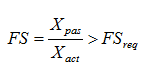 FS = X_pas / X_act > FS_req